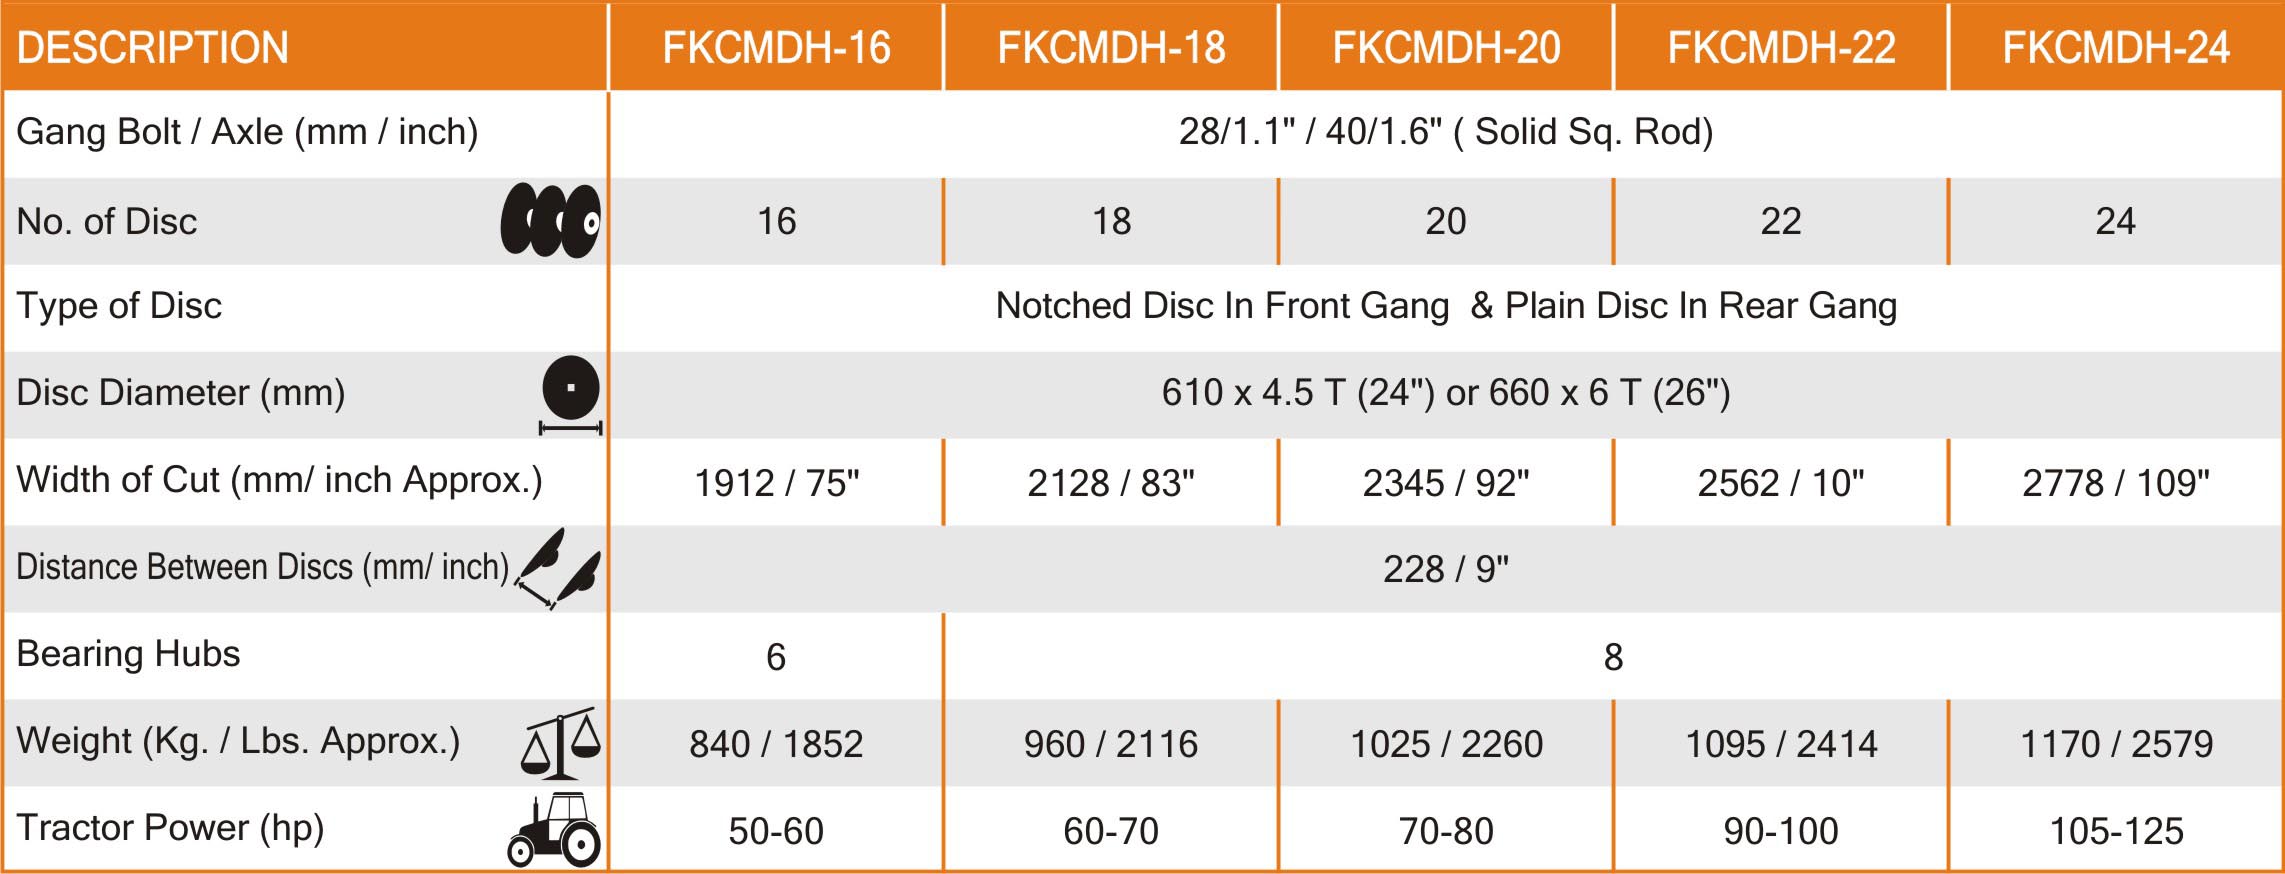 DESCRIPTION FKCMDH-16 FKCMDH-18 FKCMDH-20 FKCMDH-22 FKCMDH-24
Gang Bolt / Axle (mm / inch) 28/1.1" / 40/1.6" ( Solid Sq. Rod)
No. of Disc 16 18 20 22 24
Type of Disc Notched Disc In Front Gang & Plain Disc In Rear Gang
Disc Diameter (mm) 610 x 4.5 T (24") or 660 x 6 T (26")
Width of Cut (mm/ inch Approx.) 1912 / 75" 2128 / 83" 2345 / 92" 2562 / 10" 2778 / 109"
Distance Between Discs (mm/ inch) 228 / 9"
Bearing Hubs 6 8
Weight (Kg. / Lbs. Approx.) 840 / 1852 960 / 2116 1025 / 2260 1095 / 2414 1170 / 2579
Tractor Power (hp) 50-60 60-70 70-80 90-100 105-125